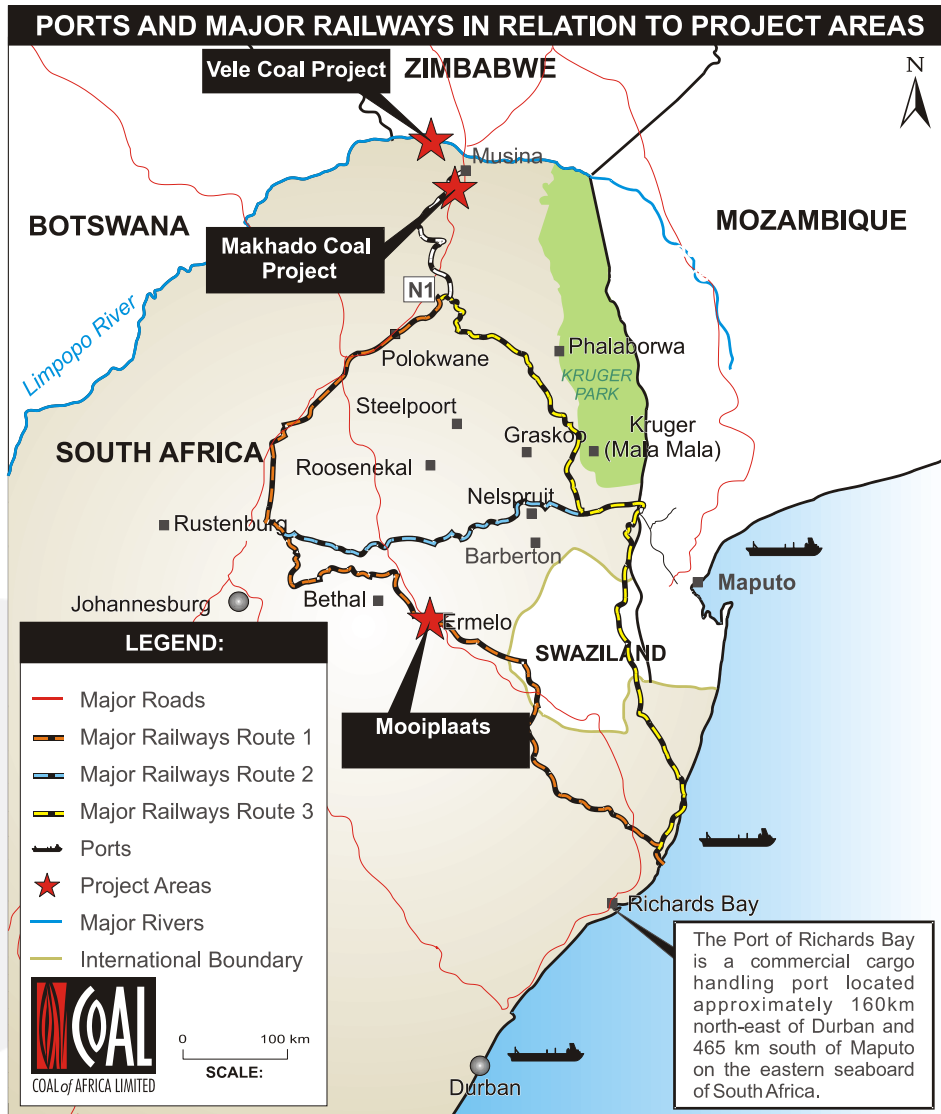 PORTS AND MAJOR RAILWAYS IN RELATION TO PROJECT AREAS
Vele Coal Project
ZIMBABWE
N
Musina
BOTSWANA
MOZAMBIQUE
Makhado Coal
Project
N1
Limpopo River
Polokwane
Phalaborwa
KRUGER
PARK
Steelpoort
Graskop
Kruger
(Mala Mala)
SOUTH AFRICA
Roosenekal
Nelspruit
Rustenburg
Barberton
Maputo
Johannesburg
Bethal
Ermelo
SWAZILAND
Mooiplaats
LEGEND:
Major Roads
Major Railways Route 1
Major Railways Route 2
Major Railways Route 3
Ports
Project Areas
Major Rivers
International Boundary
COAL
COAL of AFRICA LIMITED
0 100 km
SCALE:
Richards Bay
The Port of Richards Bay
is a commercial cargo
handling port located
approximately 160km
north-east of Durban and
465 km south of Maputo
on the eastern seaboard
of South Africa.
Durban